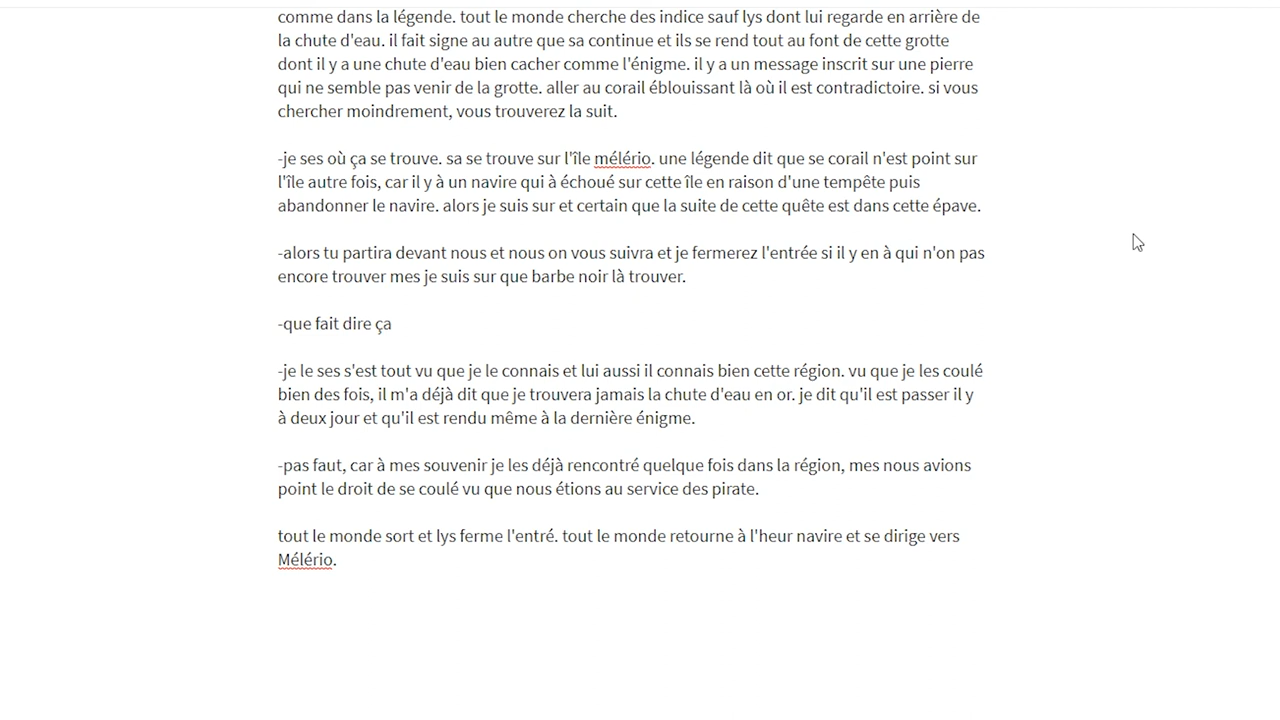 comme dans la légende. tout le monde cherche des indice sauf lys dont lui regarde en arrière de
la chute d'eau. il fait signe au autre que sa continue et ils se rend tout au font de cette grotte
dont il y a une chute d'eau bien cacher comme l'énigme. il y a un message inscrit sur une pierre
qui ne semble pas venir de la grotte. aller au corail éblouissant là où il est contradictoire. si vous
chercher moindrement, vous trouverez la suit.
-je ses où ça se trouve. sa se trouve sur l'île mélério. une légende dit que se corail n'est point sur
l'île autre fois, car il y à un navire qui à échoué sur cette île en raison d'une tempête puis
abandonner le navire. alors je suis sur et certain que la suite de cette quête est dans cette épave.
-alors tu partira devant nous et nous on vous suivra et je fermerez l'entrée si il y en à qui n'on pas
encore trouver mes je suis sur que barbe noir là trouver.
-que fait dire ça
-je le ses s'est tout vu que je le connais et lui aussi il connais bien cette région. vu que je les coulé
bien des fois, il m'a déjà dit que je trouvera jamais la chute d'eau en or. je dit qu'il est passer il y
à deux jour et qu'il est rendu même à la dernière énigme.
-pas faut, car à mes souvenir je les déjà rencontré quelque fois dans la région, mes nous avions
point le droit de se coulé vu que nous étions au service des pirate.
tout le monde sort et lys ferme l'entré. tout le monde retourne à l'heur navire et se dirige vers
Mélério.